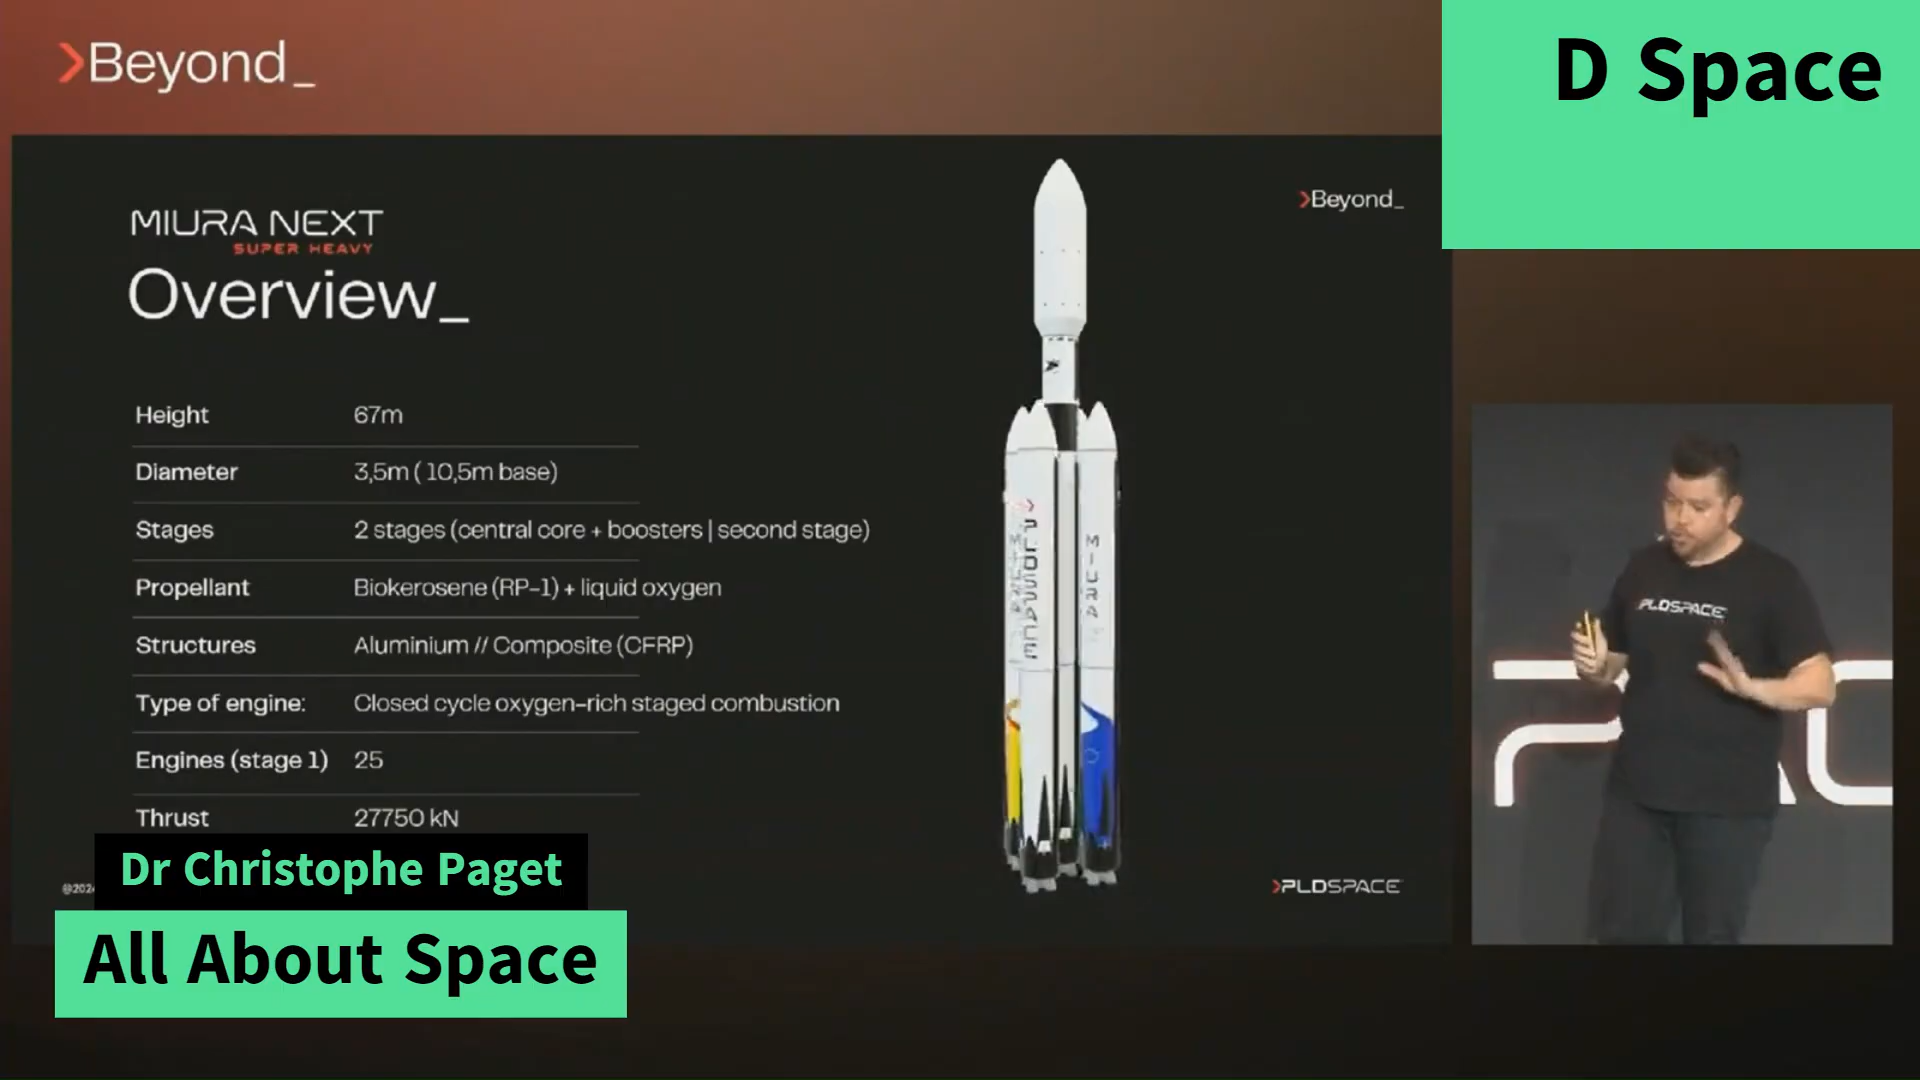 >Beyond_
D Space
MIURA NEXT
SUPER HEAVY
Overview_
>Beyond_
Height 67m
Diameter 3,5m ( 10,5m base)
Stages 2 stages (central core + boosters | second stage)
Propellant Biokerosene (RP-1) + liquid oxygen
Structures Aluminium // Composite (CFRP)
Type of engine: Closed cycle oxygen-rich staged combustion
Engines (stage 1) 25
Thrust 27750 kN
>PLDSPACE
MIURA
PLDSPACE
@2024
>PLDSPACE
Dr Christophe Paget
All About Space